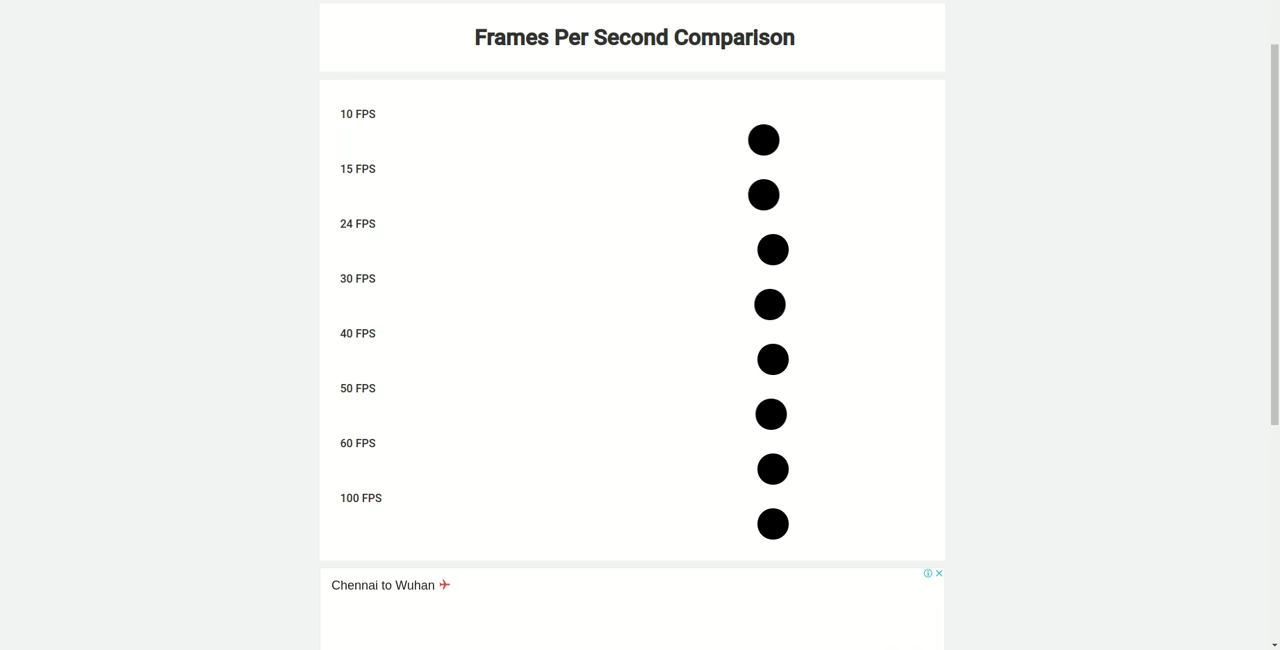 Frames Per Second Comparison
10 FPS
15 FPS
24 FPS
30 FPS
40 FPS
50 FPS
60 FPS
100 FPS
Chennai to Wuhan